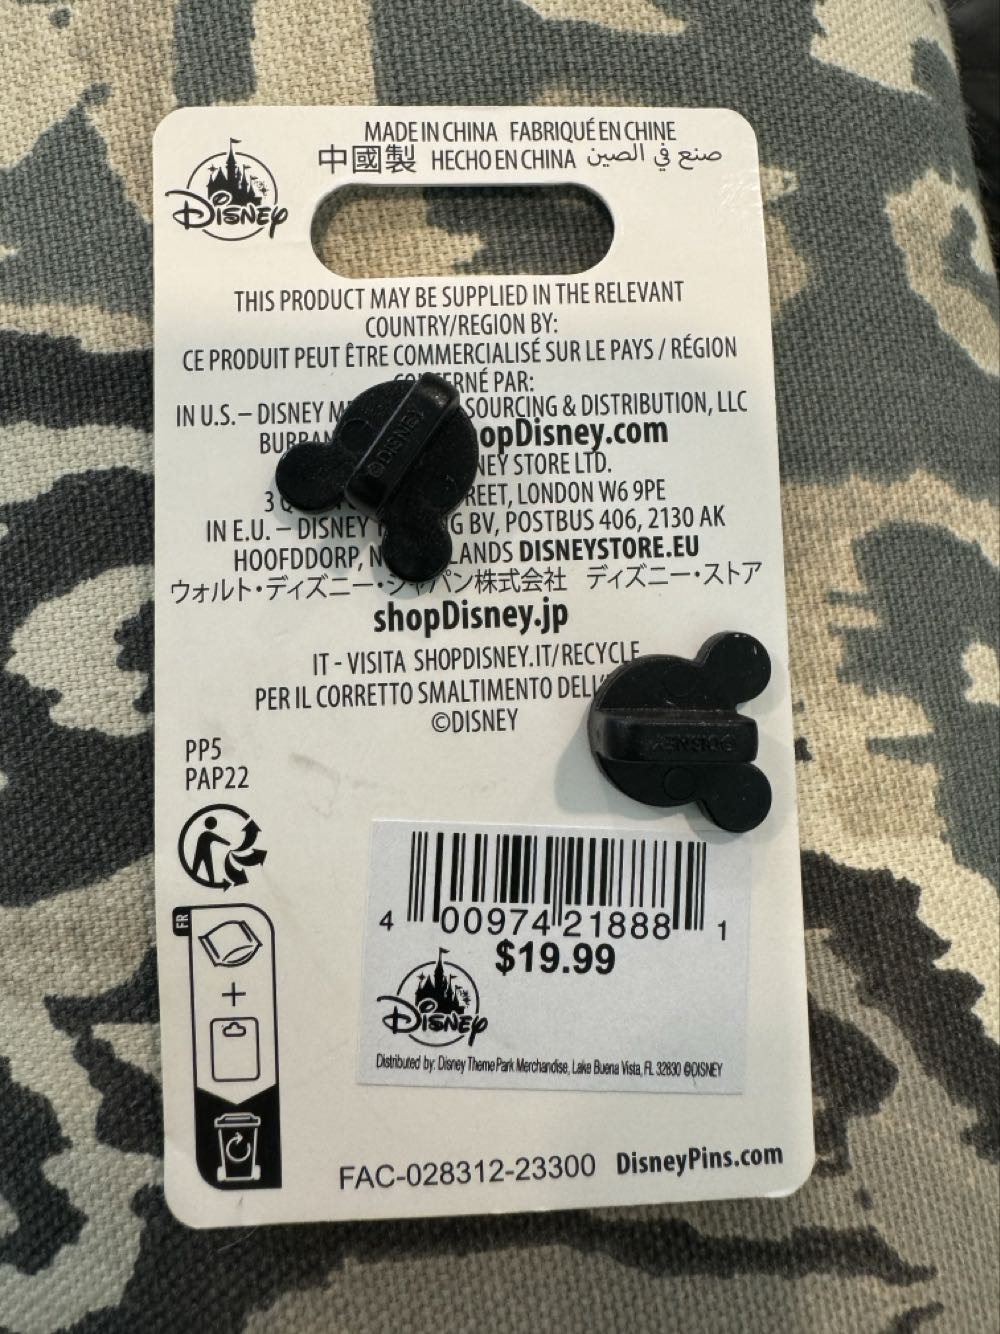 MADE IN CHINA FABRIQUÉ EN CHINE
中國製 HECHO EN CHINA صنع في الصين
DISNEY
THIS PRODUCT MAY BE SUPPLIED IN THE RELEVANT
COUNTRY/REGION BY:
CE PRODUIT PEUT ÊTRE COMMERCIALISÉ SUR LE PAYS / RÉGION
PAR:
IN U.S. – DISNEY SOURCING & DISTRIBUTION, LLC
STORE LTD.
3 LONDON W6 9PE
IN E.U. – DISNEY BV, POSTBUS 406, 2130 AK
HOOFDDORP, DISNEYSTORE.EU
ウォルト・ディズニー・ジャパン株式会社 ディズニー・ストア
shopDisney.jp
IT - VISITA SHOPDISNEY.IT/RECYCLE
PER IL CORRETTO SMALTIMENTO
©DISNEY
©DISNEY
©DISNEY
PP5
PAP22
FR
+
4 00974 21888 1
$19.99
DISNEY
Distributed by: Disney Theme Park Merchandise, Lake Buena Vista, FL 32830 ©DISNEY
FAC-028312-23300 DisneyPins.com